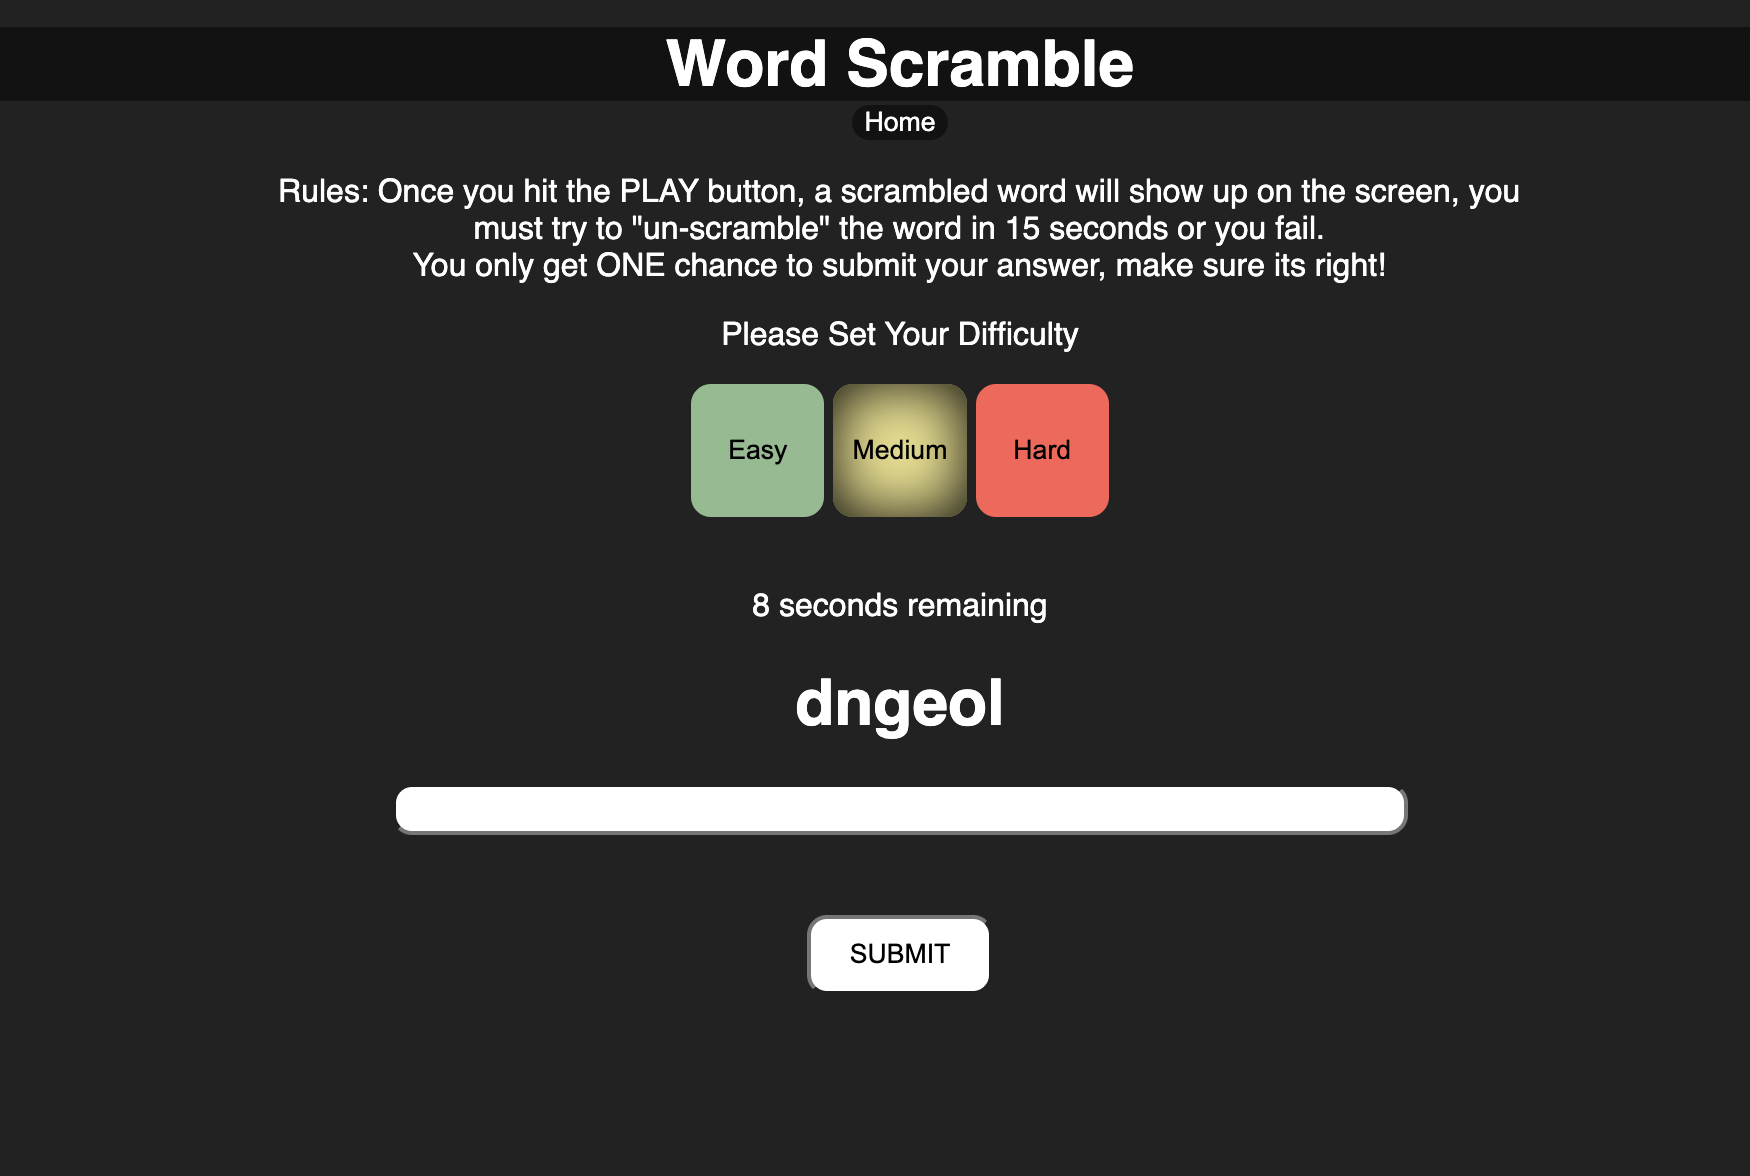 Word Scramble
Home
Rules: Once you hit the PLAY button, a scrambled word will show up on the screen, you
must try to "un-scramble" the word in 15 seconds or you fail.
You only get ONE chance to submit your answer, make sure its right!
Please Set Your Difficulty
Easy Medium Hard
8 seconds remaining
dngeol
SUBMIT